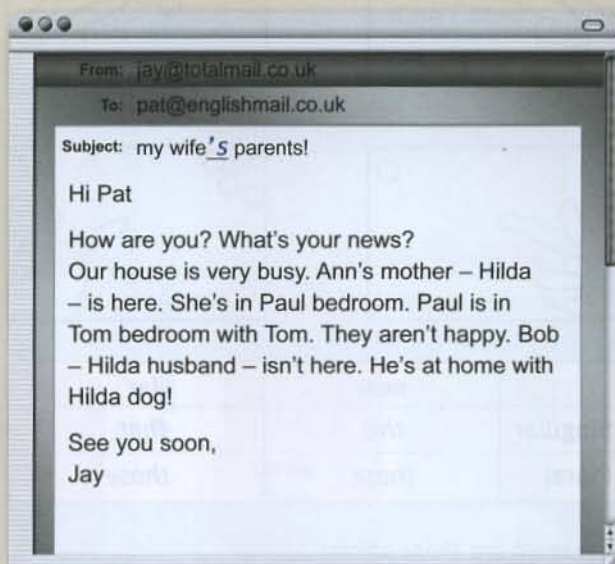 From: jay@totalmail.co.uk
To: pat@englishmail.co.uk
Subject: my wife's parents!
Hi Pat
How are you? What's your news?
Our house is very busy. Ann's mother – Hilda
– is here. She's in Paul bedroom. Paul is in
Tom bedroom with Tom. They aren't happy. Bob
– Hilda husband – isn't here. He's at home with
Hilda dog!
See you soon,
Jay